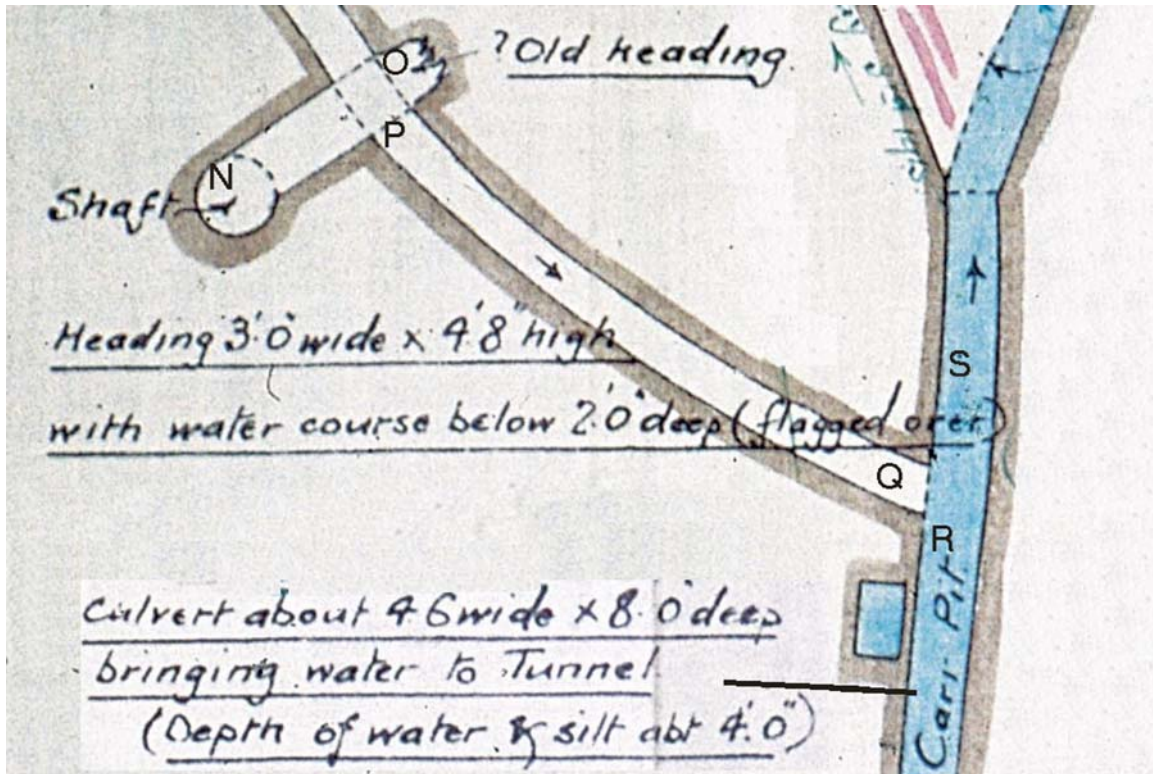 O
? Old Heading
P
N
Shaft
Heading 3'0" wide x 4'8" high
S
with water course below 2'0" deep (flagged over)
Q
R
Culvert about 4'6 wide x 8'0" deep
bringing water to Tunnel
(Depth of water & silt abt 4'0")
Pit